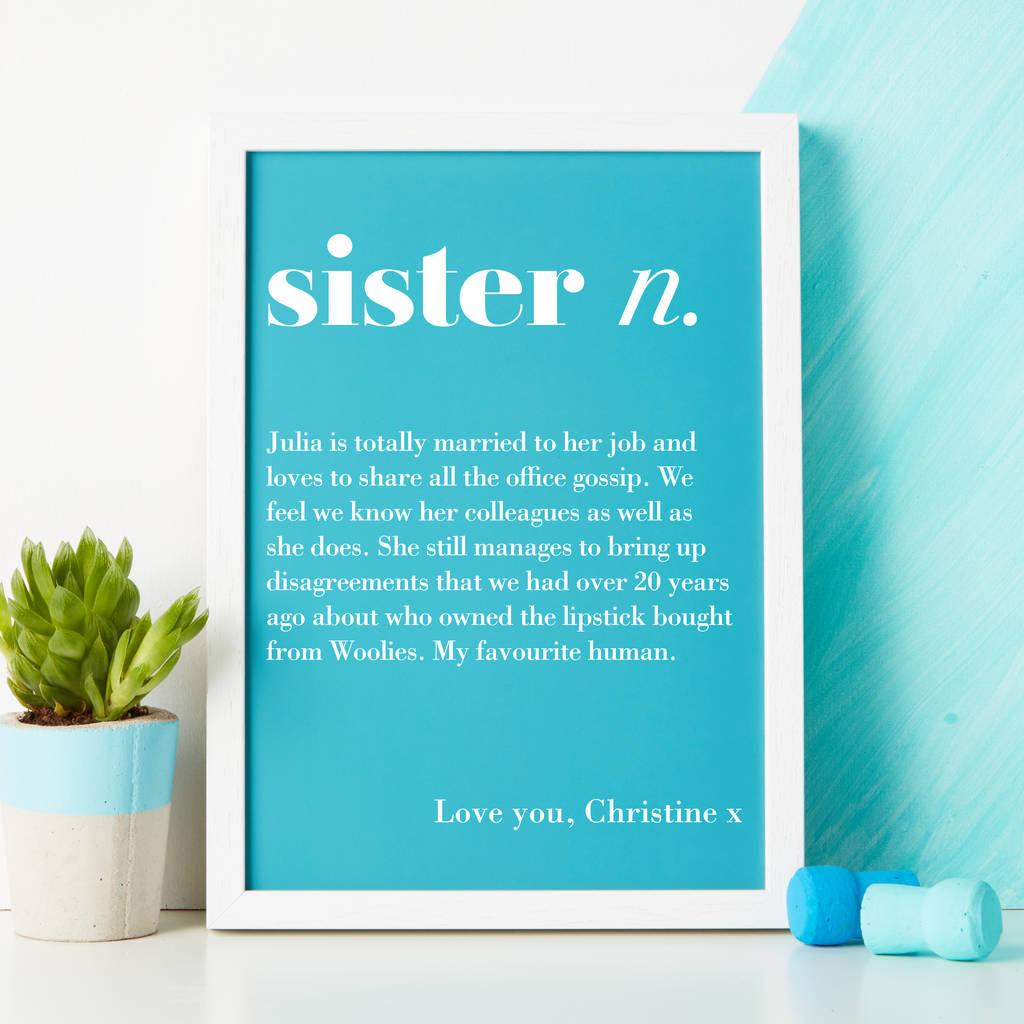 sister n.
Julia is totally married to her job and
loves to share all the office gossip. We
feel we know her colleagues as well as
she does. She still manages to bring up
disagreements that we had over 20 years
ago about who owned the lipstick bought
from Woolies. My favourite human.
Love you, Christine x